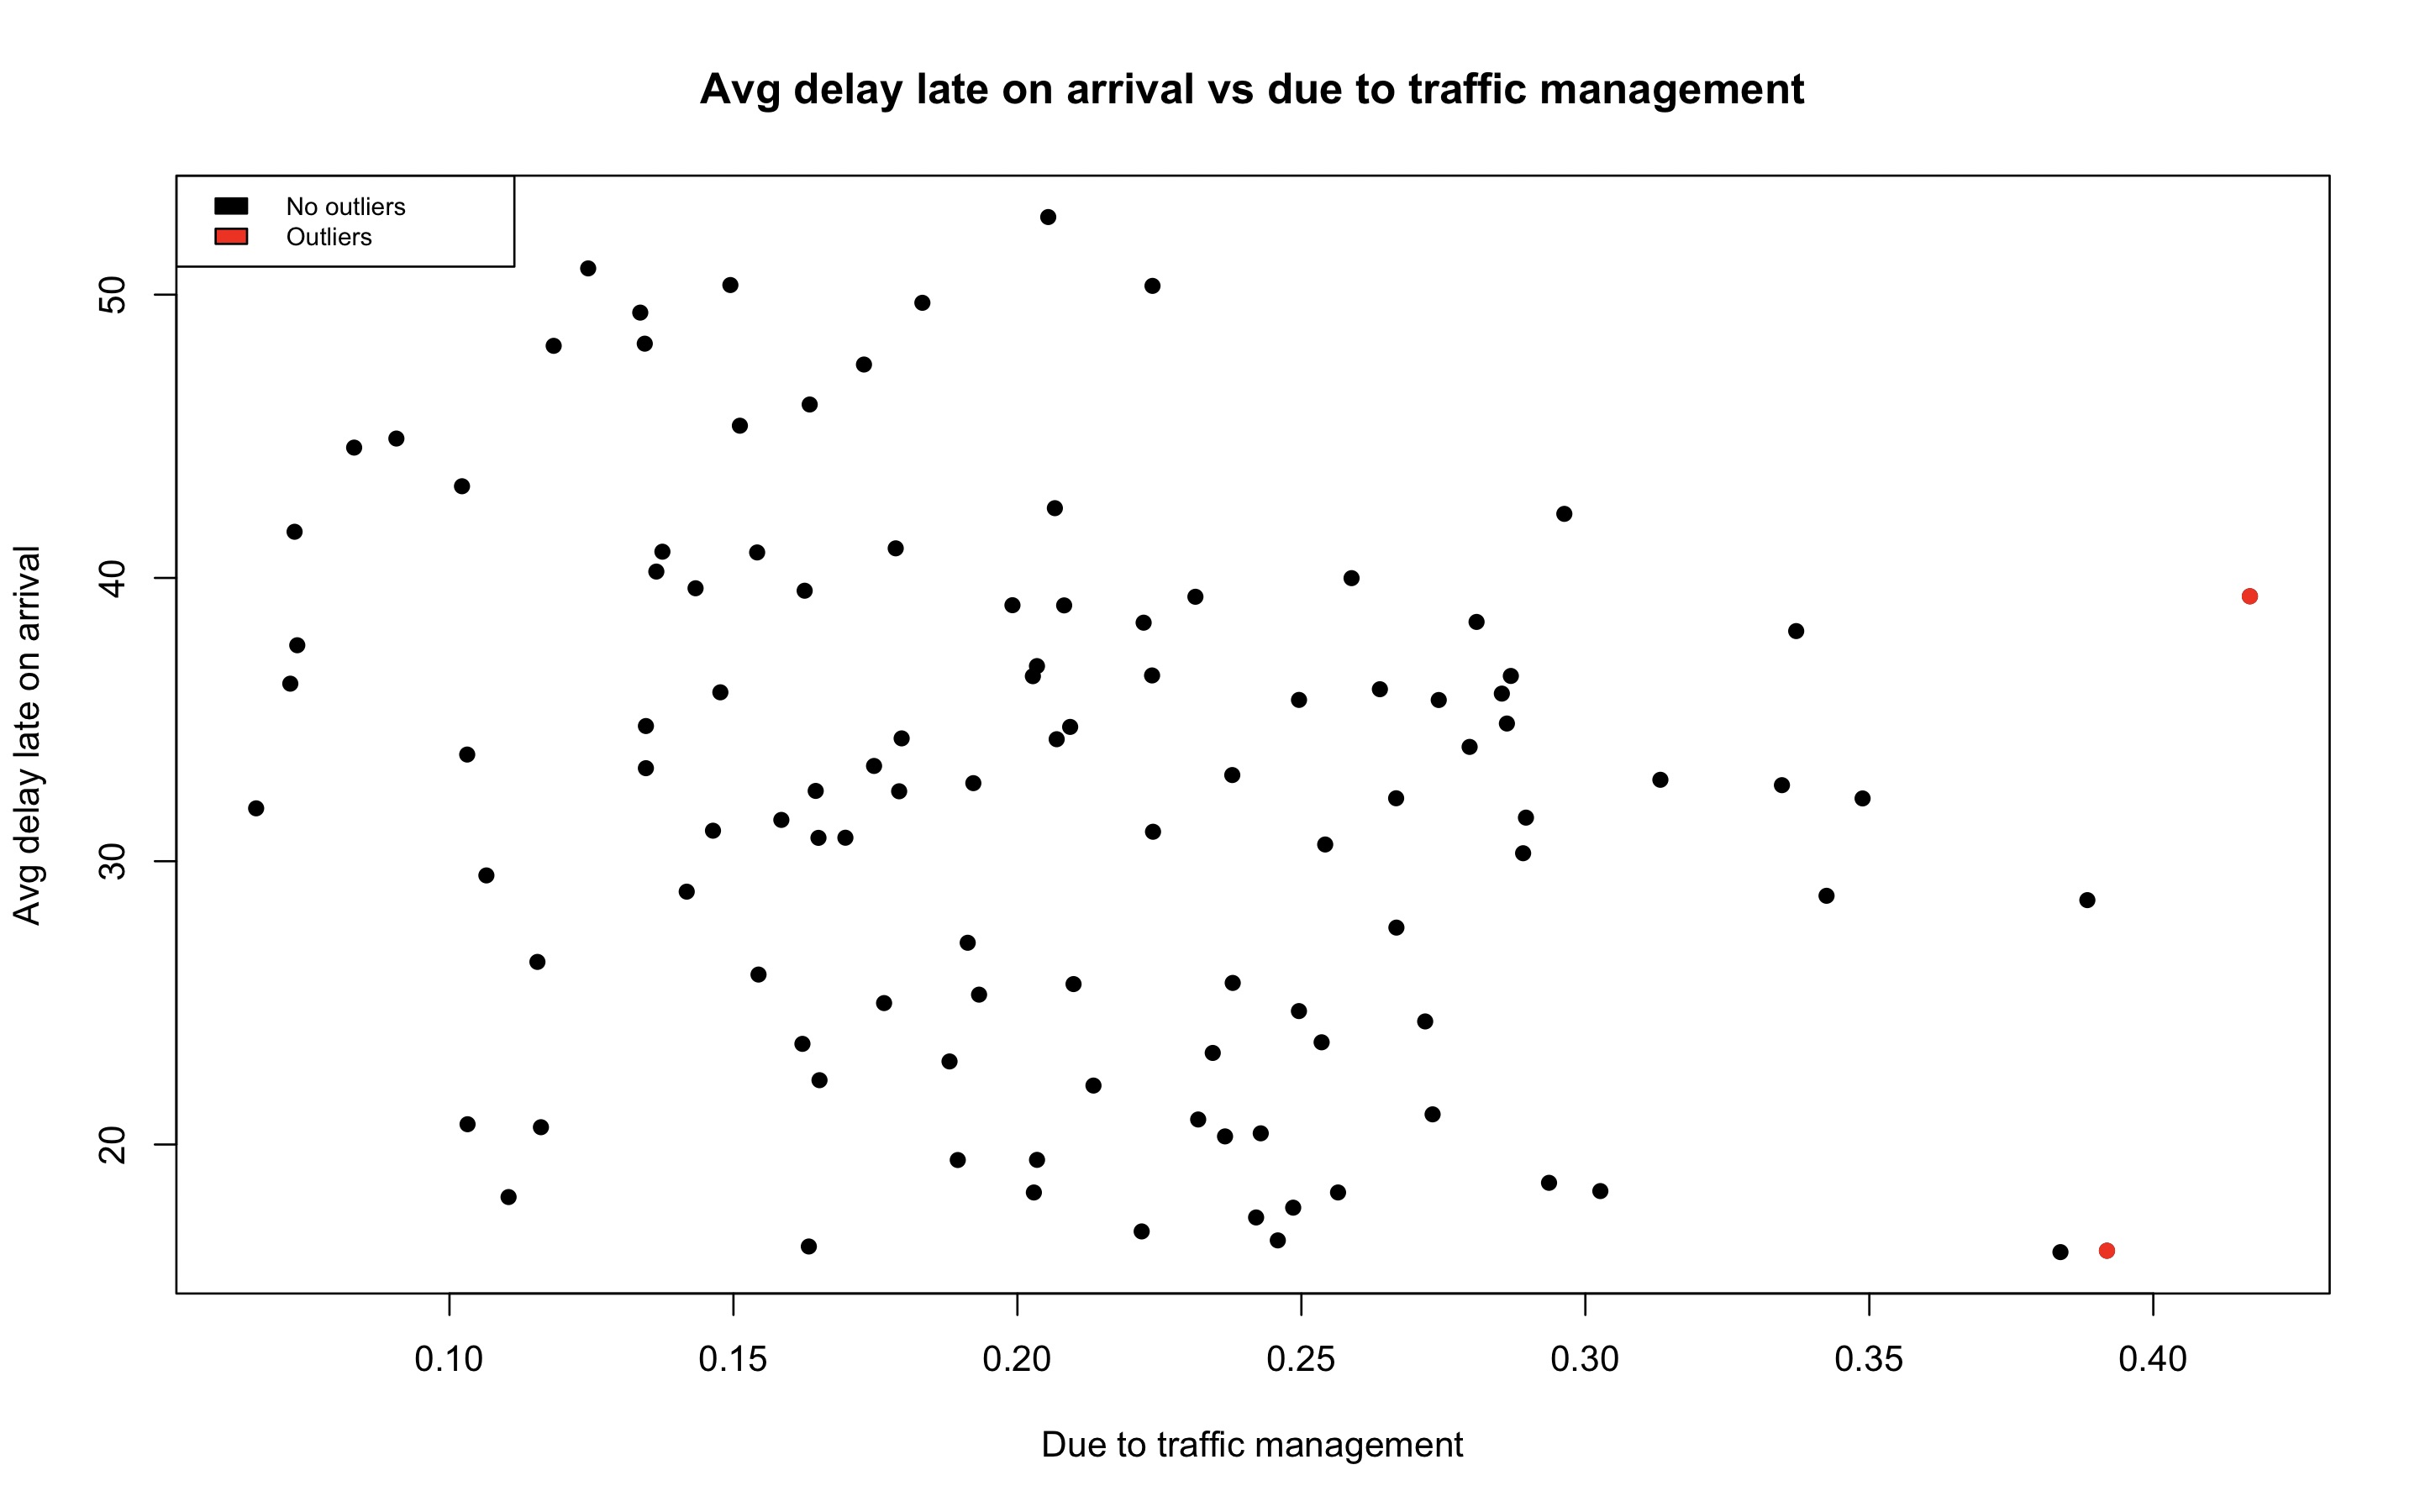 Avg delay late on arrival vs due to traffic management
No outliers
Outliers
Avg delay late on arrival
50
40
30
20
0.10 0.15 0.20 0.25 0.30 0.35 0.40
Due to traffic management